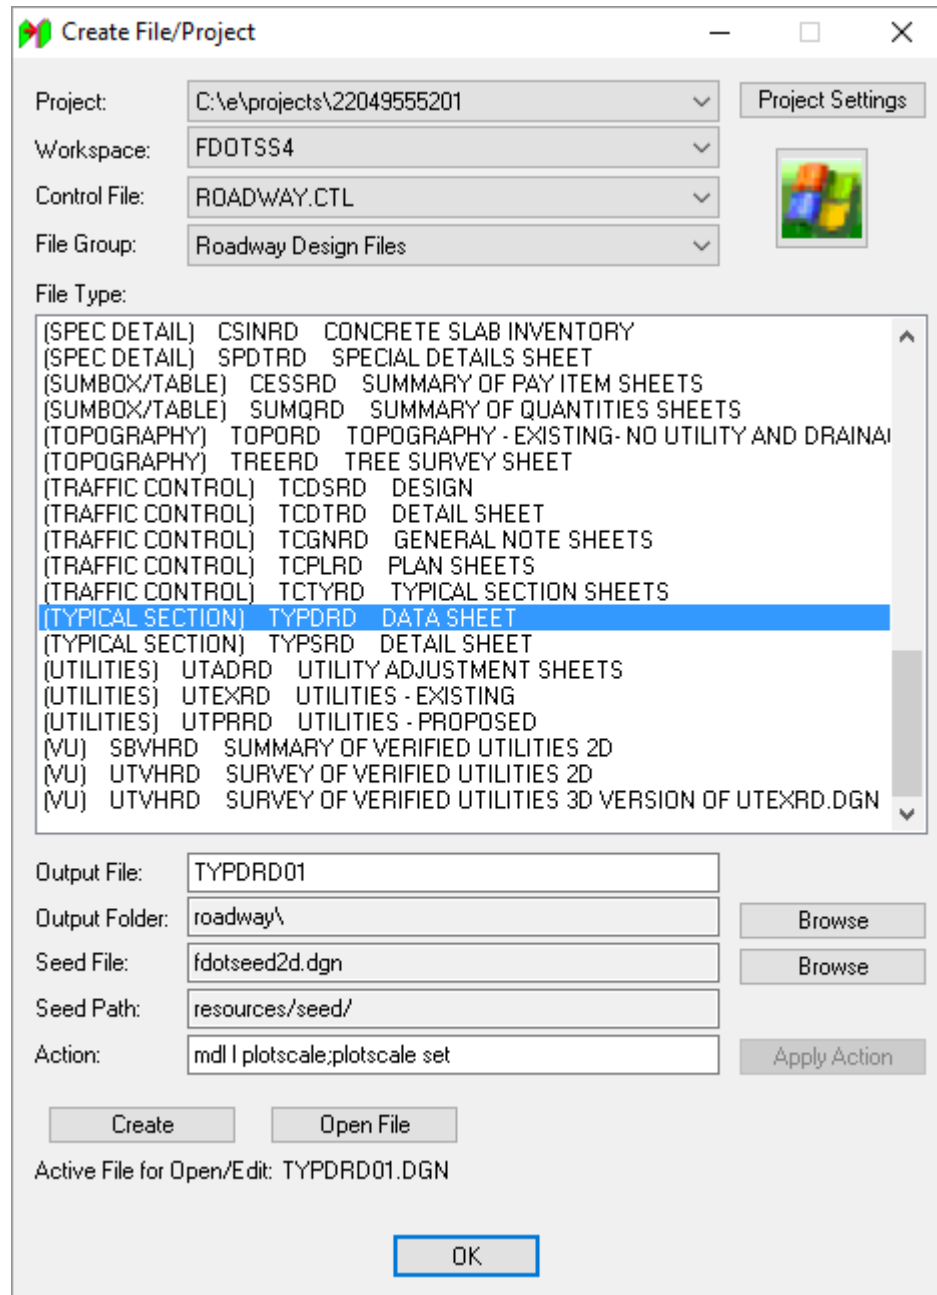 Create File/Project
Project: C:\e\projects\22049555201 Project Settings
Workspace: FDOTSS4
Control File: ROADWAY.CTL
File Group: Roadway Design Files
File Type:
(SPEC DETAIL) CSINRD CONCRETE SLAB INVENTORY
(SPEC DETAIL) SPDTRD SPECIAL DETAILS SHEET
(SUMBOX/TABLE) CESSRD SUMMARY OF PAY ITEM SHEETS
(SUMBOX/TABLE) SUMQRD SUMMARY OF QUANTITIES SHEETS
(TOPOGRAPHY) TOPORD TOPOGRAPHY - EXISTING- NO UTILITY AND DRAINA
(TOPOGRAPHY) TREERD TREE SURVEY SHEET
(TRAFFIC CONTROL) TCDSRD DESIGN
(TRAFFIC CONTROL) TCDTRD DETAIL SHEET
(TRAFFIC CONTROL) TCGNRD GENERAL NOTE SHEETS
(TRAFFIC CONTROL) TCPLRD PLAN SHEETS
(TRAFFIC CONTROL) TCTYRD TYPICAL SECTION SHEETS
(TYPICAL SECTION) TYPDRD DATA SHEET
(TYPICAL SECTION) TYPSRD DETAIL SHEET
(UTILITIES) UTADRD UTILITY ADJUSTMENT SHEETS
(UTILITIES) UTEXRD UTILITIES - EXISTING
(UTILITIES) UTPRRD UTILITIES - PROPOSED
(VU) SBVHRD SUMMARY OF VERIFIED UTILITIES 2D
(VU) UTVHRD SURVEY OF VERIFIED UTILITIES 2D
(VU) UTVHRD SURVEY OF VERIFIED UTILITIES 3D VERSION OF UTEXRD.DGN
Output File: TYPDRD01
Output Folder: roadway\ Browse
Seed File: fdotseed2d.dgn Browse
Seed Path: resources/seed/
Action: mdl l plotscale;plotscale set Apply Action
Create Open File
Active File for Open/Edit: TYPDRD01.DGN
OK